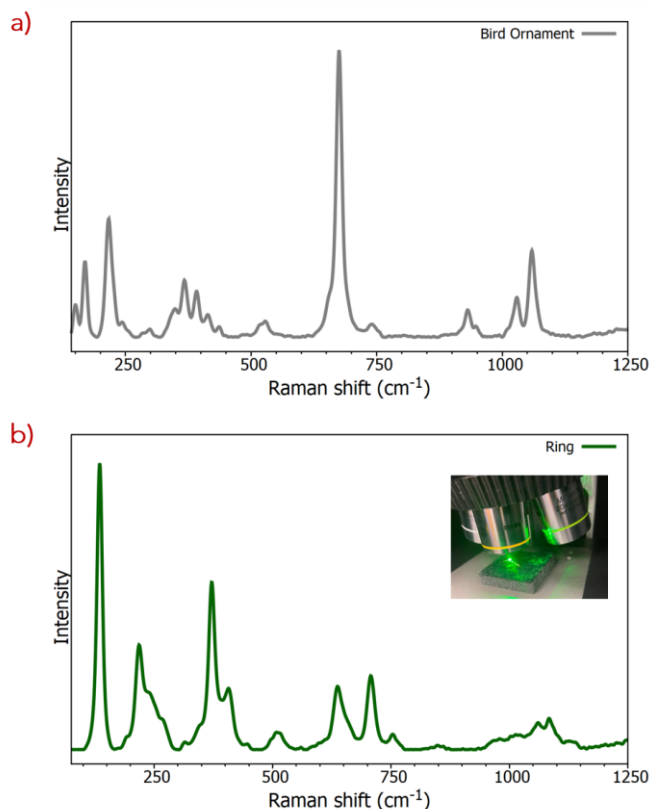 a)
Bird Ornament
Intensity
250 500 750 1000 1250
Raman shift (cm⁻¹)
b)
Ring
Intensity
250 500 750 1000 1250
Raman shift (cm⁻¹)